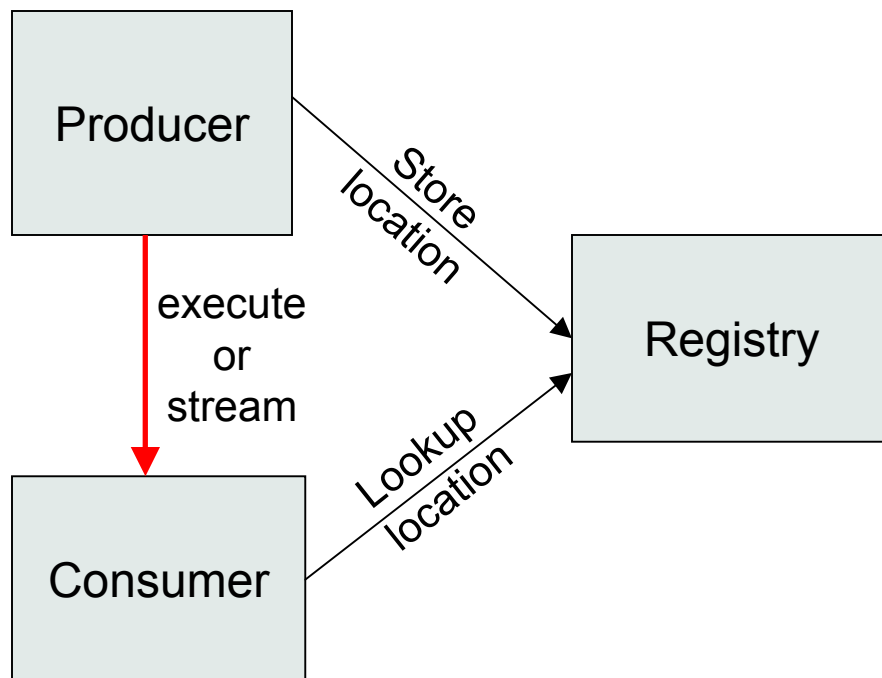 Producer
Store
location
execute
or
stream
Registry
Lookup
location
Consumer